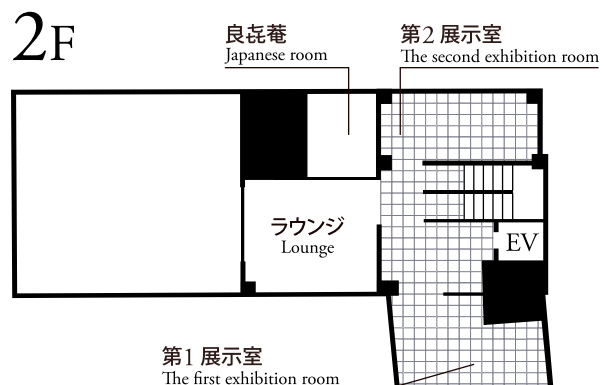 2F
良㐂菴
Japanese room
第2 展示室
The second exhibition room
ラウンジ
Lounge
EV
第1 展示室
The first exhibition room